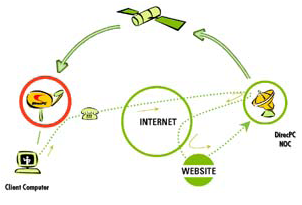 INTERNET
DirecPC
NOC
WEBSITE
Client Computer